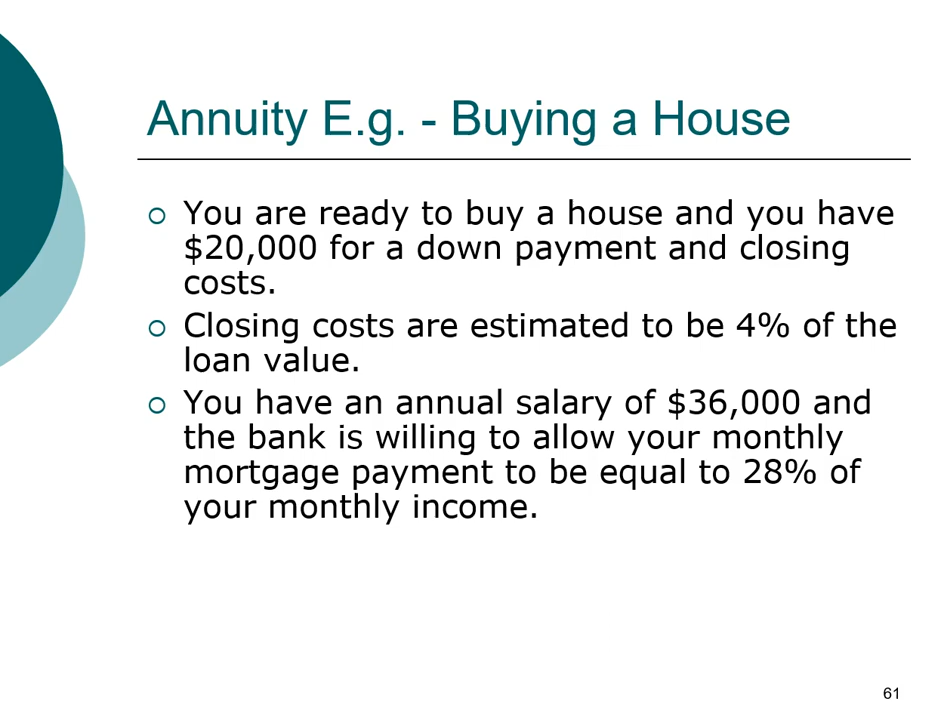 Annuity E.g. - Buying a House
You are ready to buy a house and you have
$20,000 for a down payment and closing
costs.
Closing costs are estimated to be 4% of the
loan value.
You have an annual salary of $36,000 and
the bank is willing to allow your monthly
mortgage payment to be equal to 28% of
your monthly income.
61